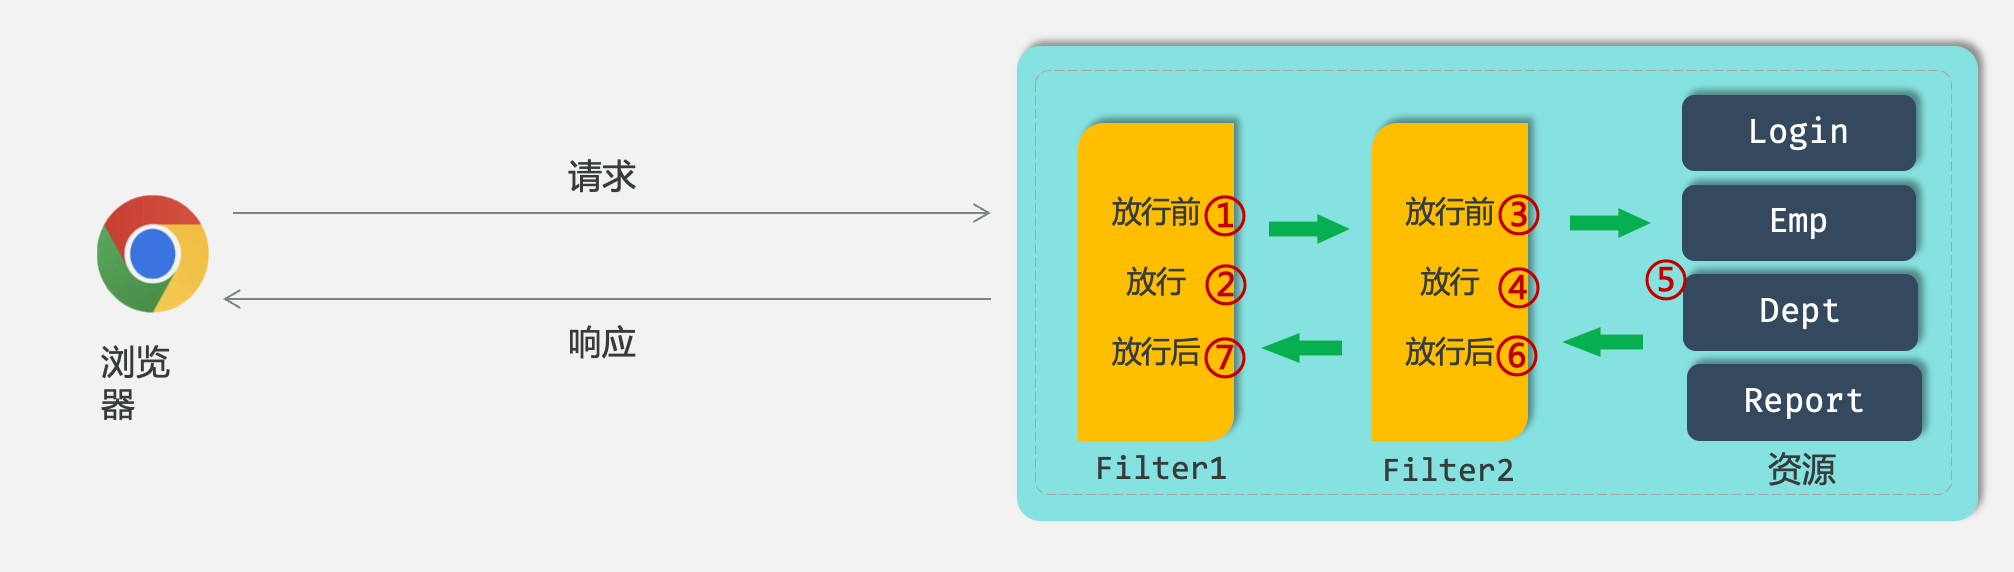 请求
响应
浏览
器
放行前①
放行②
放行后⑦
Filter1
放行前③
放行④
放行后⑥
Filter2
⑤
Login
Emp
Dept
Report
资源